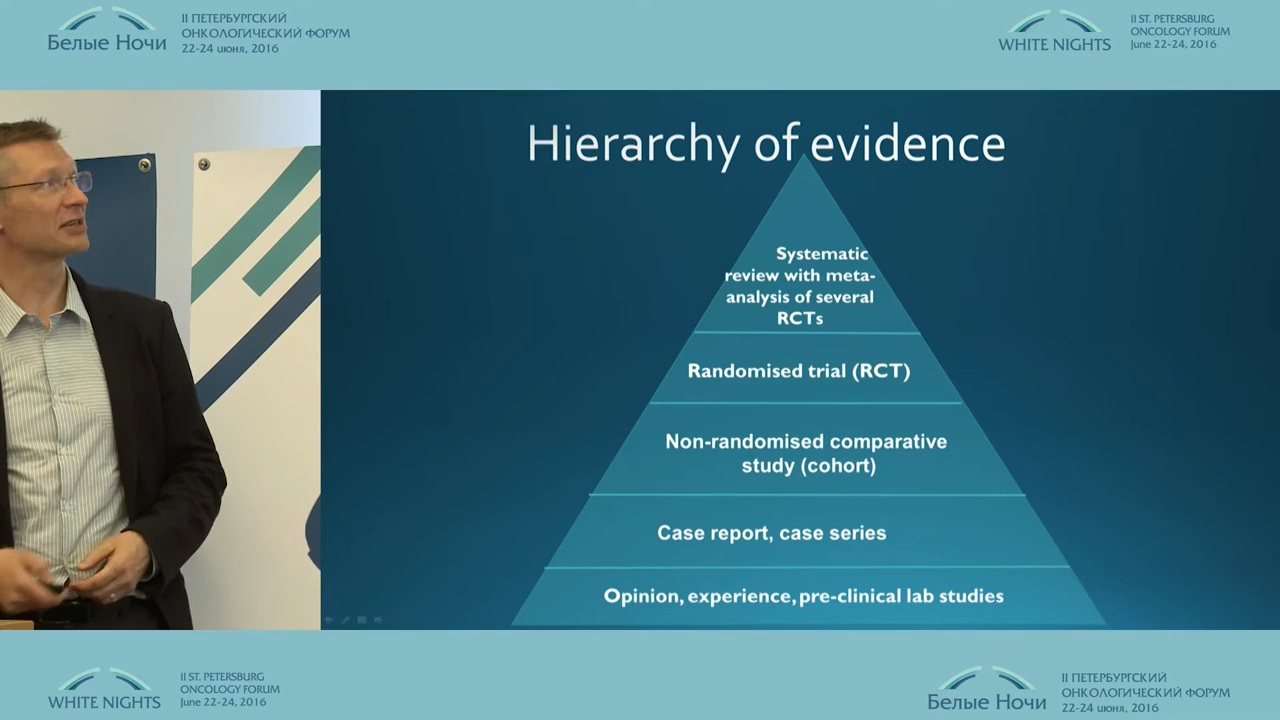 Белые Ночи
II ПЕТЕРБУРГСКИЙ
ОНКОЛОГИЧЕСКИЙ ФОРУМ
22-24 июня, 2016
WHITE NIGHTS
II ST. PETERSBURG
ONCOLOGY FORUM
June 22-24, 2016
Hierarchy of evidence
Systematic
review with meta-
analysis of several
RCTs
Randomised trial (RCT)
Non-randomised comparative
study (cohort)
Case report, case series
Opinion, experience, pre-clinical lab studies
WHITE NIGHTS
II ST. PETERSBURG
ONCOLOGY FORUM
June 22-24, 2016
Белые Ночи
II ПЕТЕРБУРГСКИЙ
ОНКОЛОГИЧЕСКИЙ ФОРУМ
22-24 июня, 2016